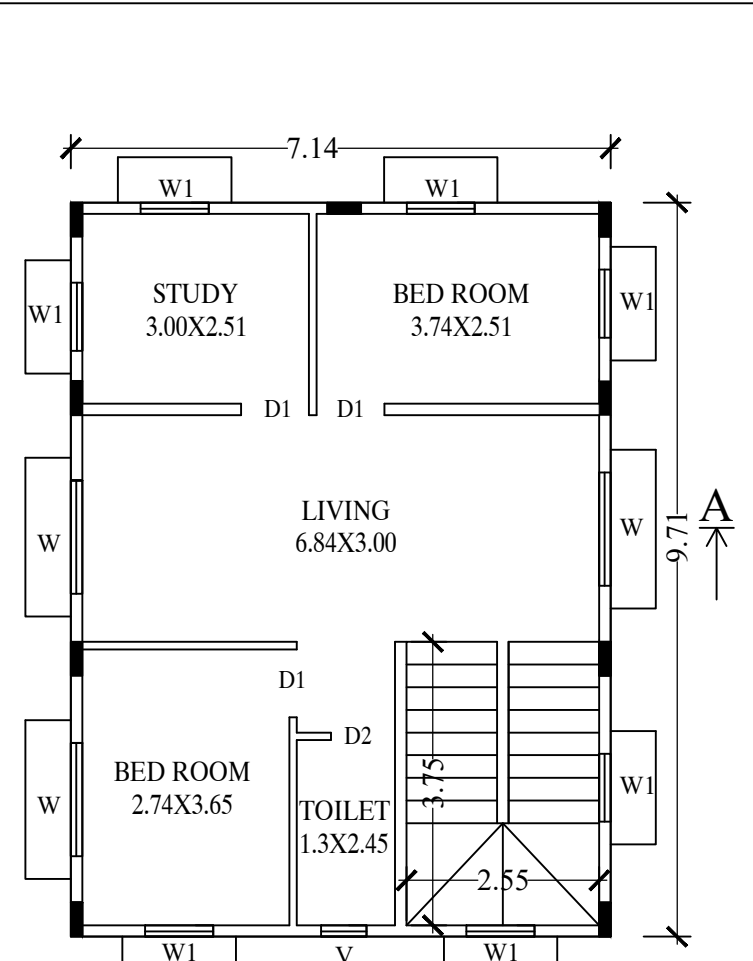 7.14
W1
W1
STUDY
3.00X2.51
BED ROOM
3.74X2.51
W1
W1
D1
D1
LIVING
6.84X3.00
W
W
9.71
A
D1
D2
BED ROOM
2.74X3.65
3.75
W1
W
TOILET
1.3X2.45
2.55
W1
V
W1